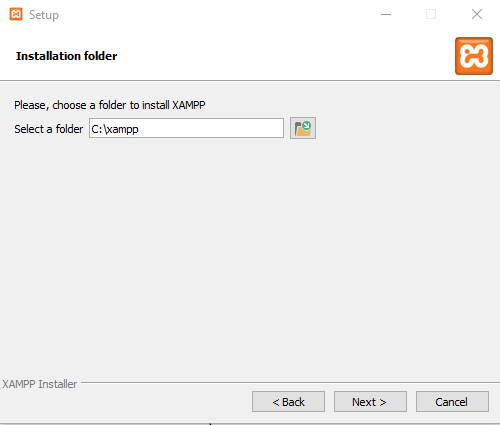 Setup
Installation folder
Please, choose a folder to install XAMPP
Select a folder C:\xampp
XAMPP Installer
< Back Next > Cancel